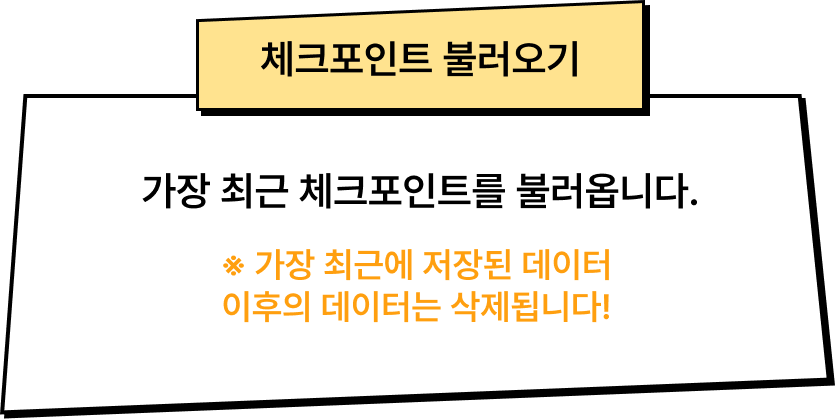 체크포인트 불러오기
가장 최근 체크포인트를 불러옵니다.
※ 가장 최근에 저장된 데이터
이후의 데이터는 삭제됩니다!